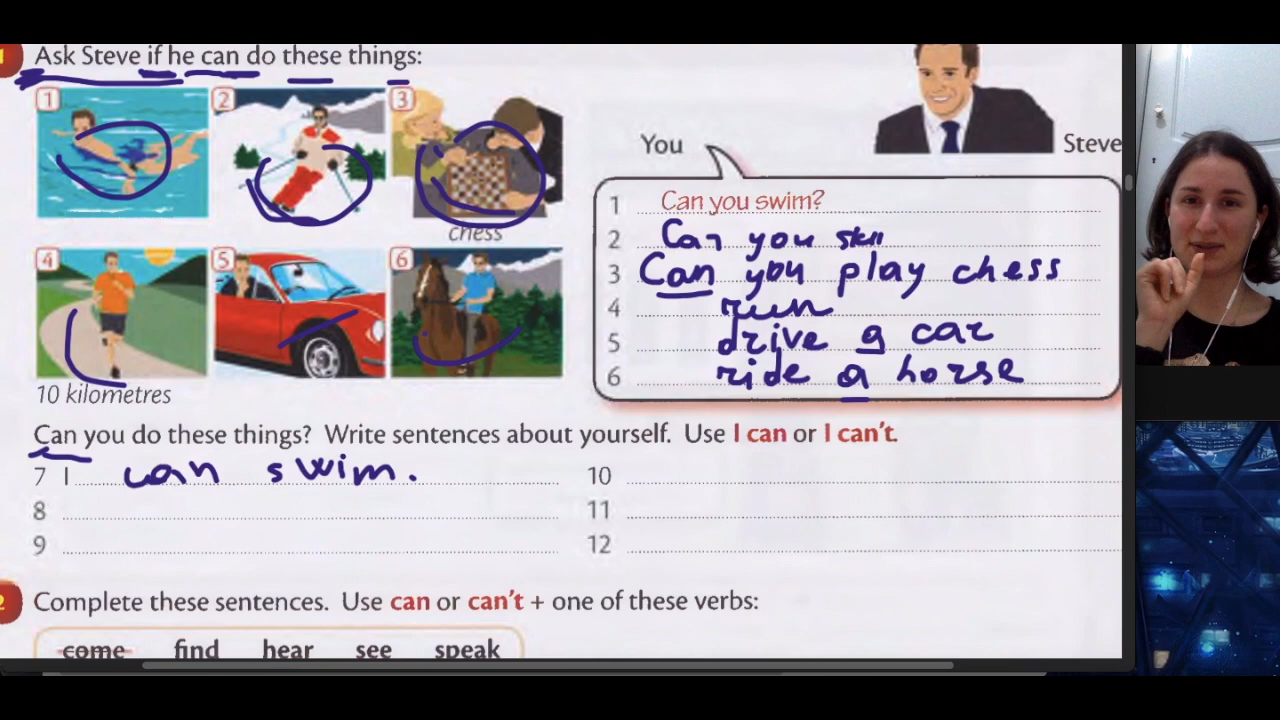 1 Ask Steve if he can do these things:
1 2 3
chess
4 5 6
10 kilometres
You
Steve
1 Can you swim?
2 Can you ski
3 Can you play chess
4 run
5 drive a car
6 ride a horse
Can you do these things? Write sentences about yourself. Use I can or I can't.
7 I can swim.
8
9
10
11
12
2 Complete these sentences. Use can or can't + one of these verbs:
come find hear see speak